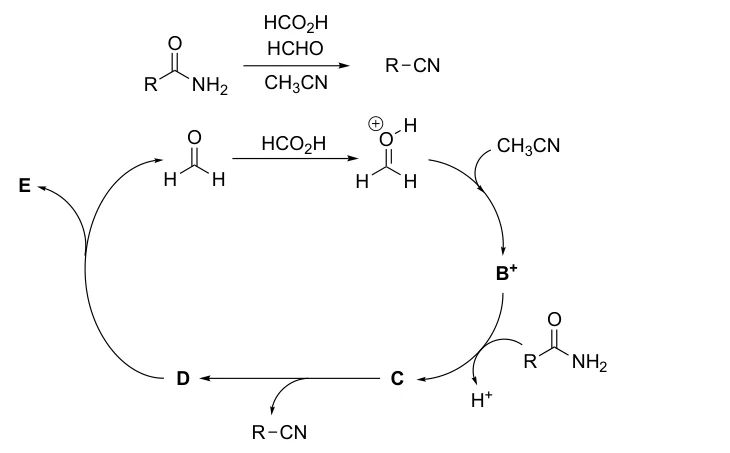 HCO₂H
HCHO
CH₃CN
O
R NH₂
R–CN
O
H H
HCO₂H
⊕ H
O
H H
CH₃CN
E
B⁺
O
R NH₂
H⁺
D
C
R–CN